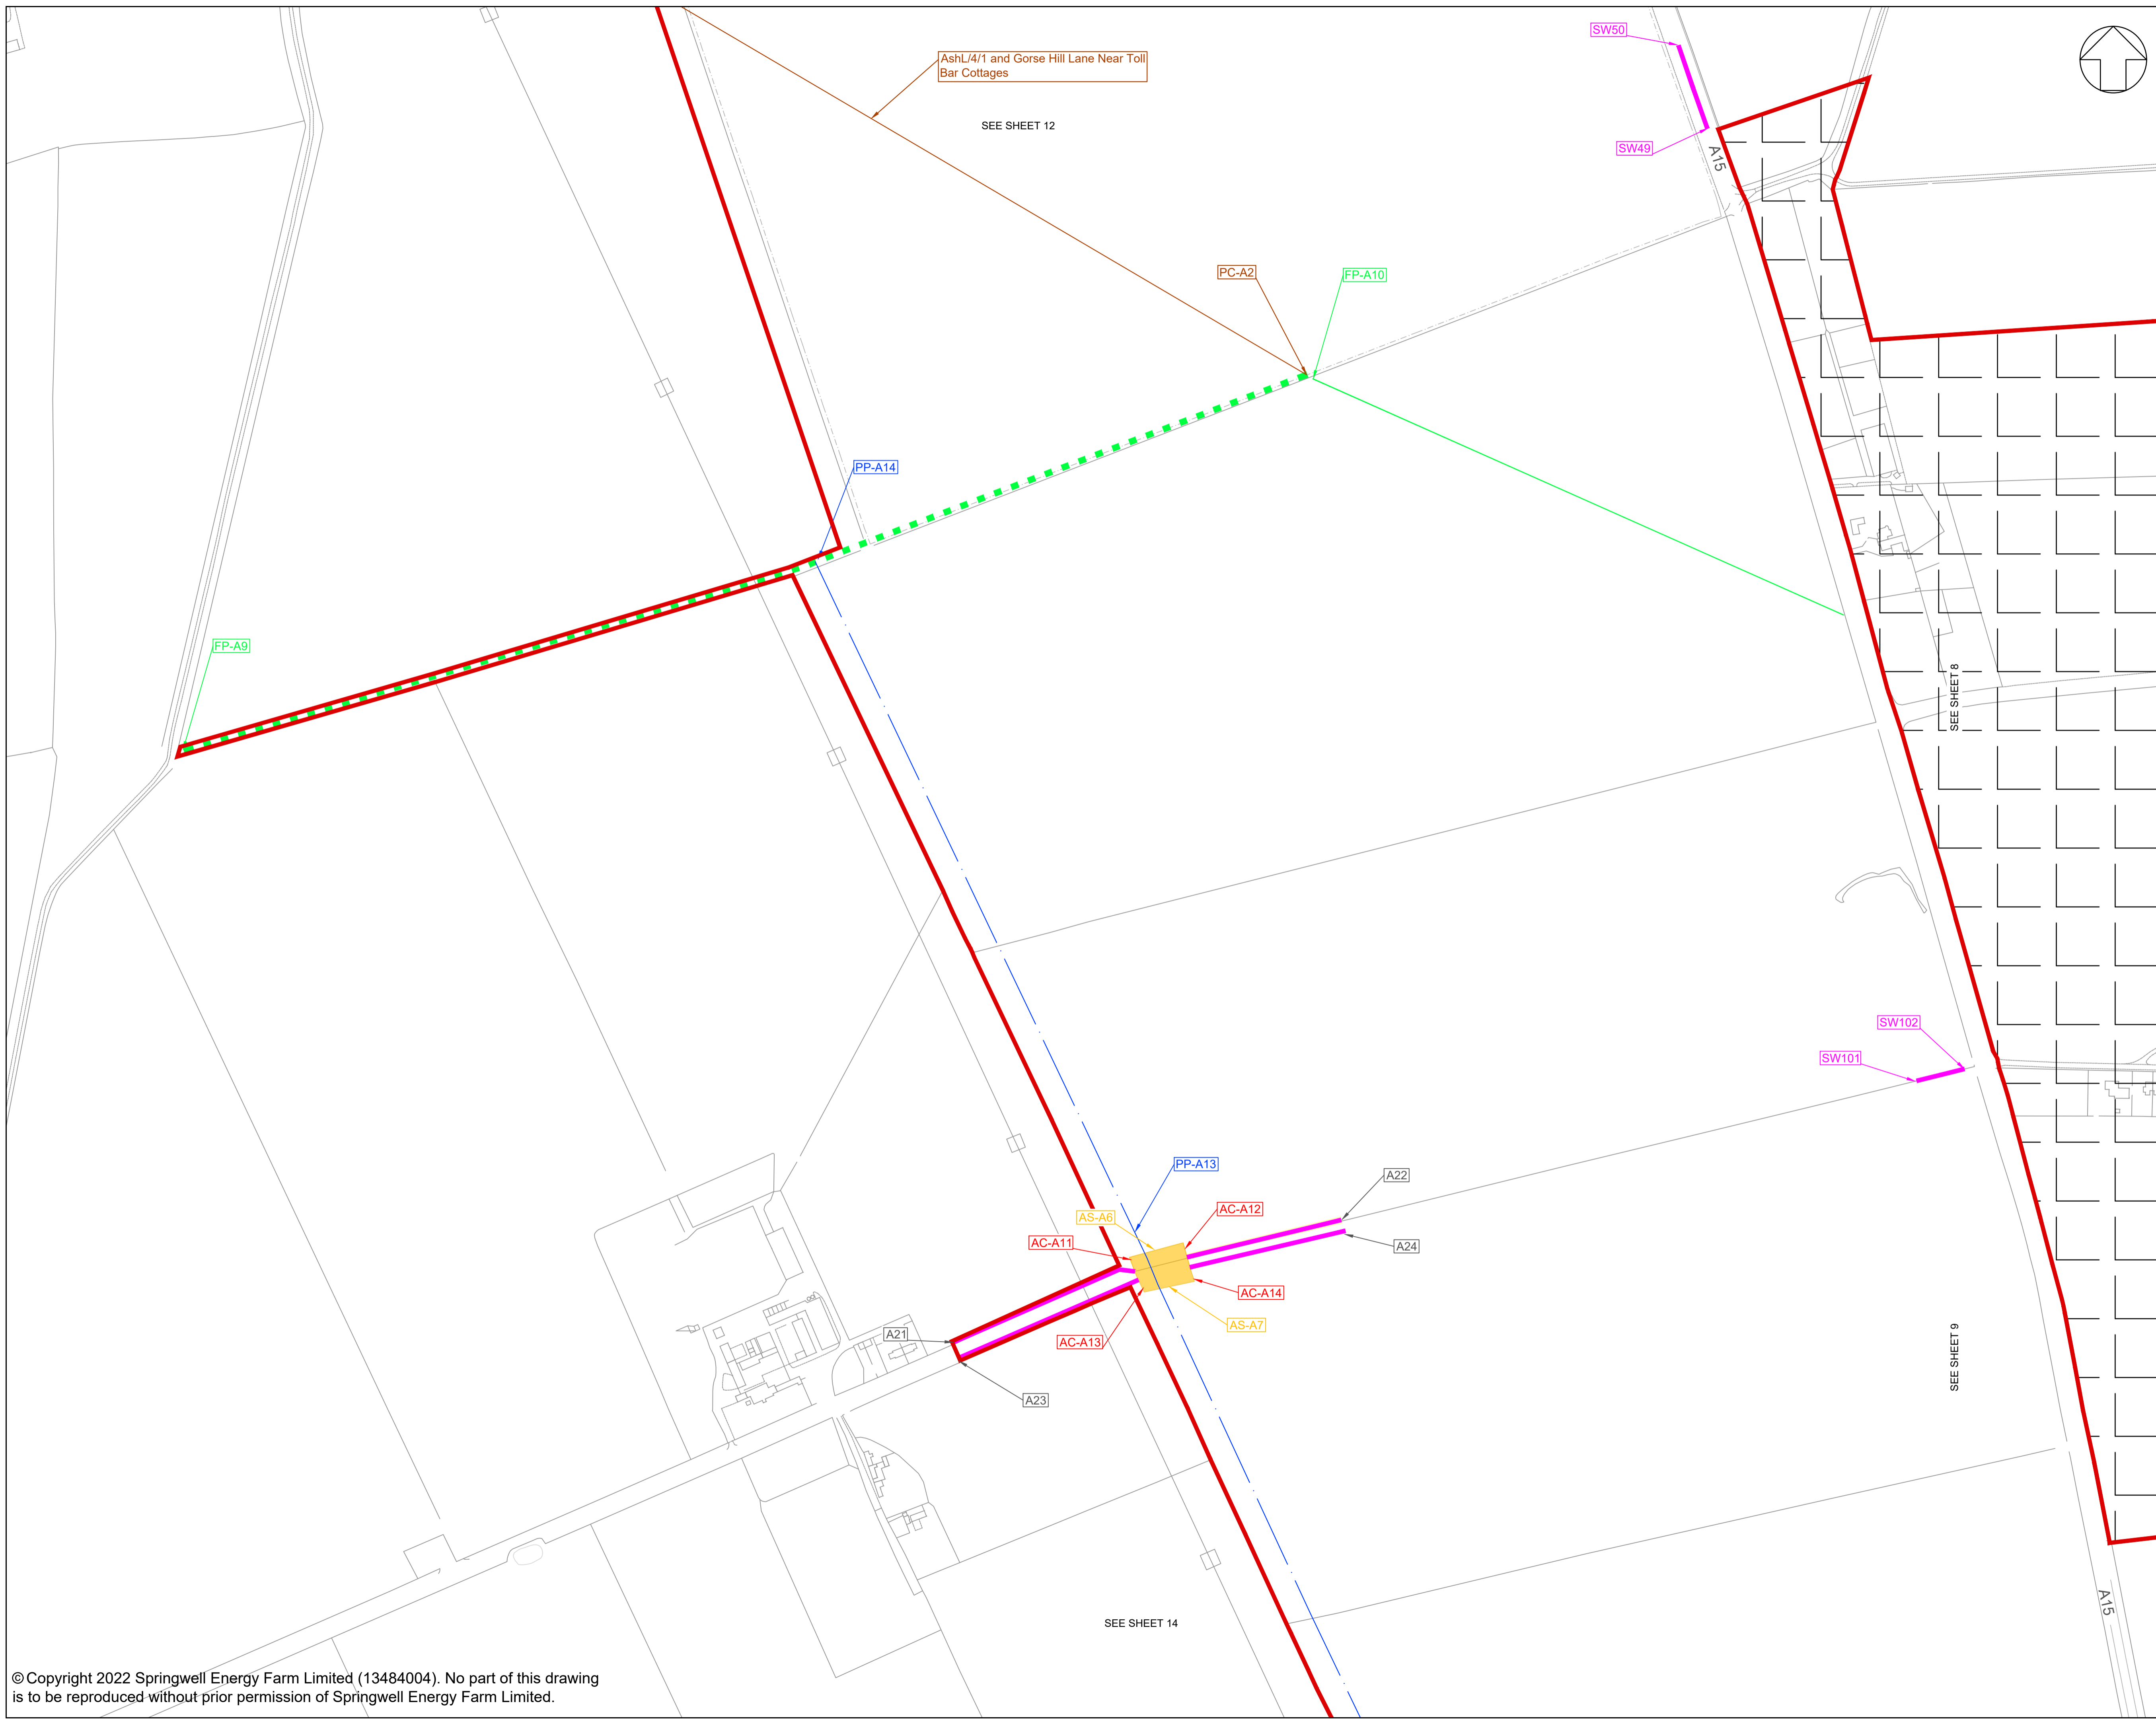 SW50
AshL/4/1 and Gorse Hill Lane Near Toll
Bar Cottages
SEE SHEET 12
SW49
A15
PC-A2
FP-A10
PP-A14
FP-A9
SEE SHEET 8
SW102
SW101
PP-A13
A22
AS-A6
AC-A12
AC-A11
A24
AC-A14
AS-A7
A21
AC-A13
SEE SHEET 9
A23
A15
SEE SHEET 14
© Copyright 2022 Springwell Energy Farm Limited (13484004). No part of this drawing
is to be reproduced without prior permission of Springwell Energy Farm Limited.